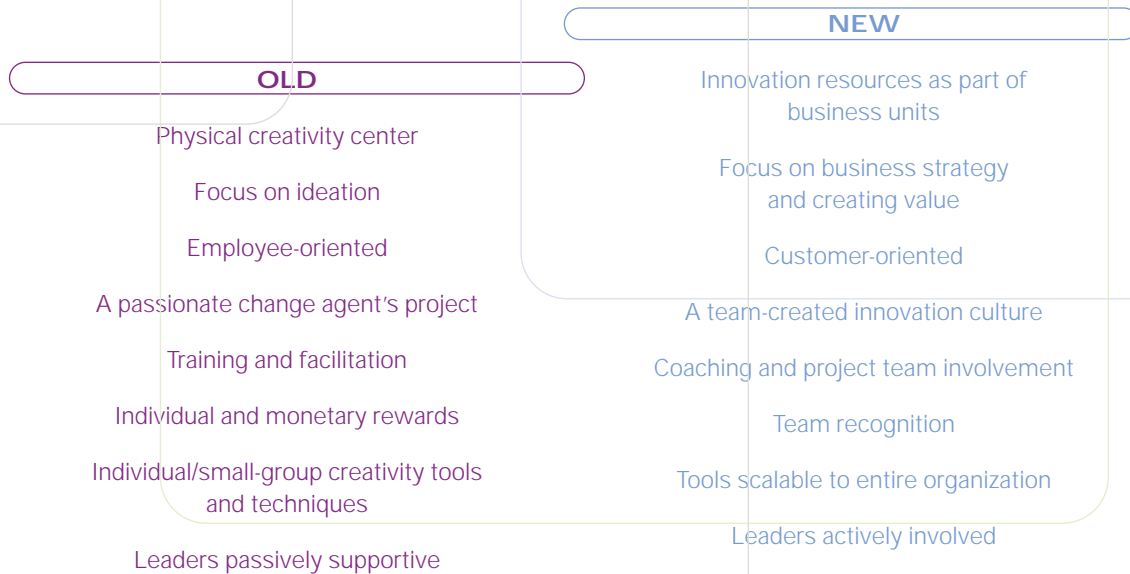 OLD
Physical creativity center
Focus on ideation
Employee-oriented
A passionate change agent's project
Training and facilitation
Individual and monetary rewards
Individual/small-group creativity tools
and techniques
Leaders passively supportive
NEW
Innovation resources as part of
business units
Focus on business strategy
and creating value
Customer-oriented
A team-created innovation culture
Coaching and project team involvement
Team recognition
Tools scalable to entire organization
Leaders actively involved